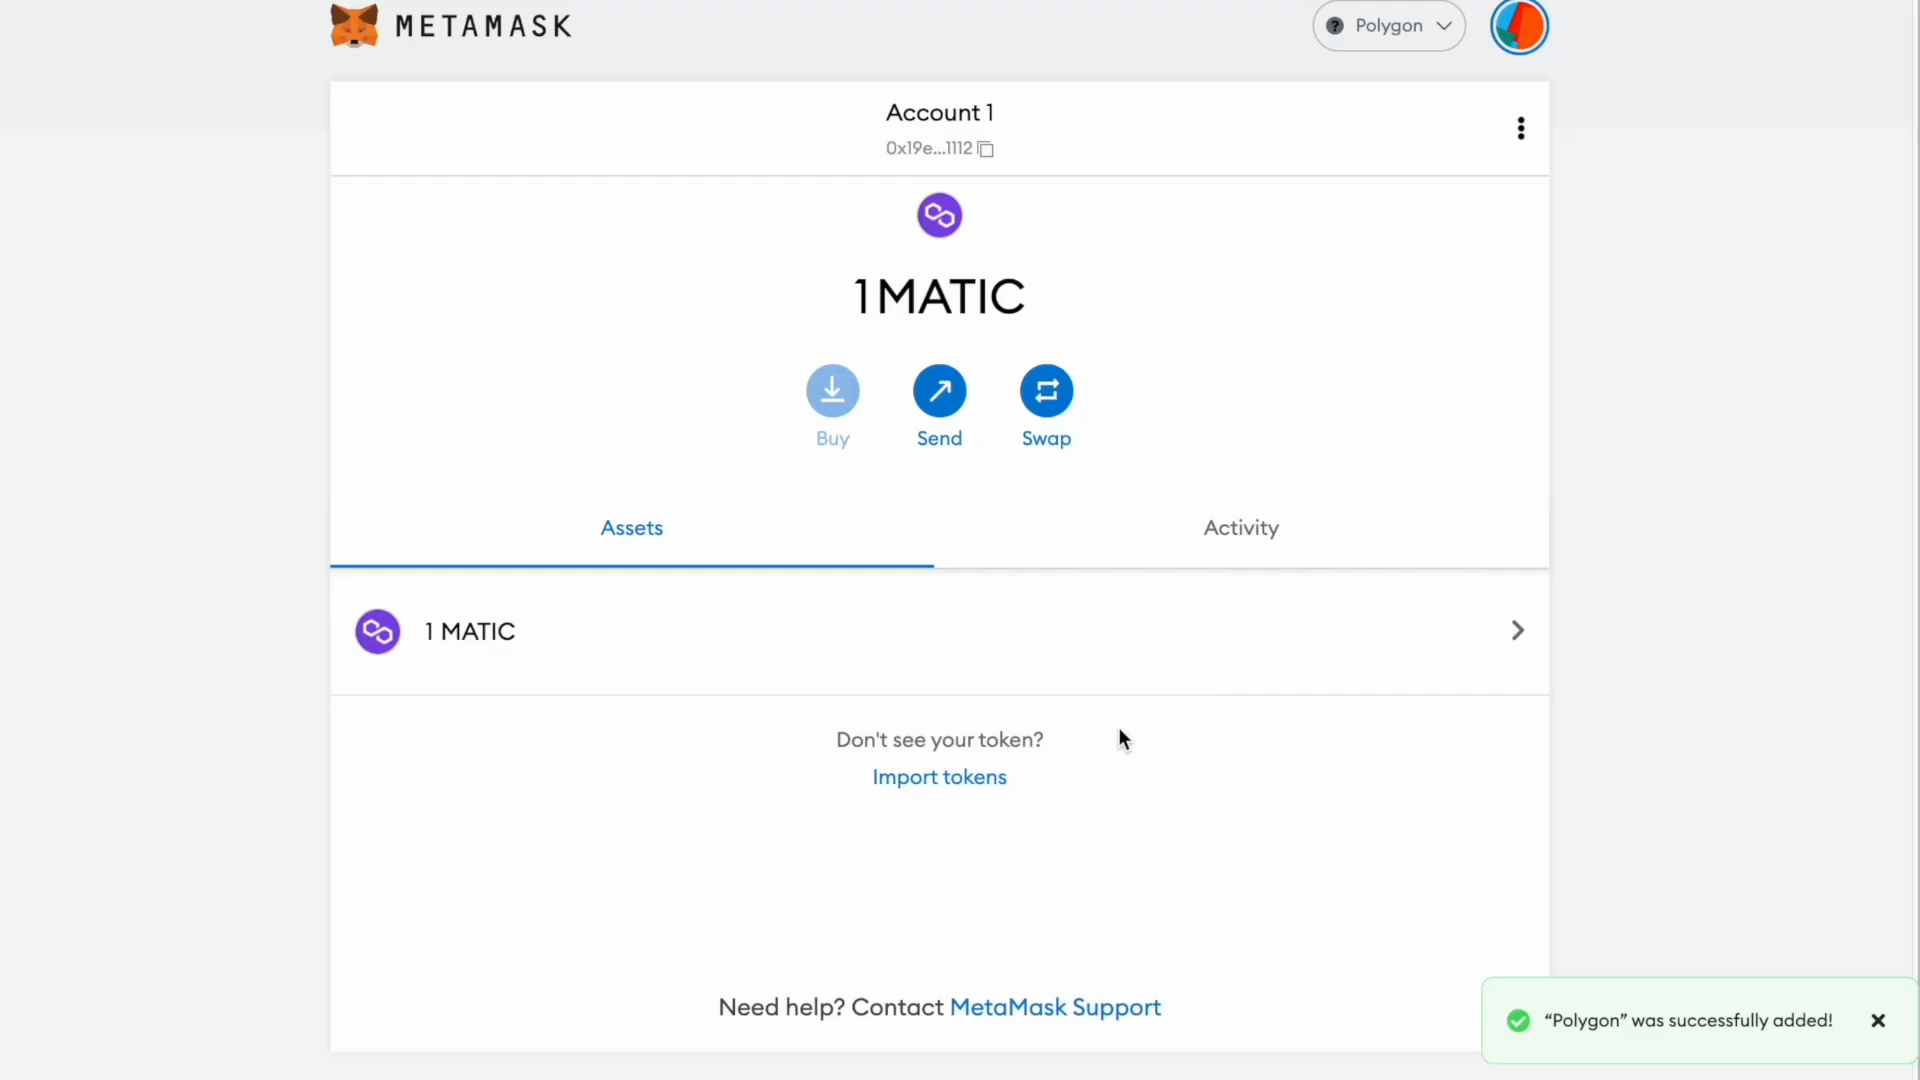 METAMASK
Polygon
Account 1
0x19e...1112
1 MATIC
Buy
Send
Swap
Assets
Activity
1 MATIC
Don't see your token?
Import tokens
Need help? Contact MetaMask Support
“Polygon” was successfully added!